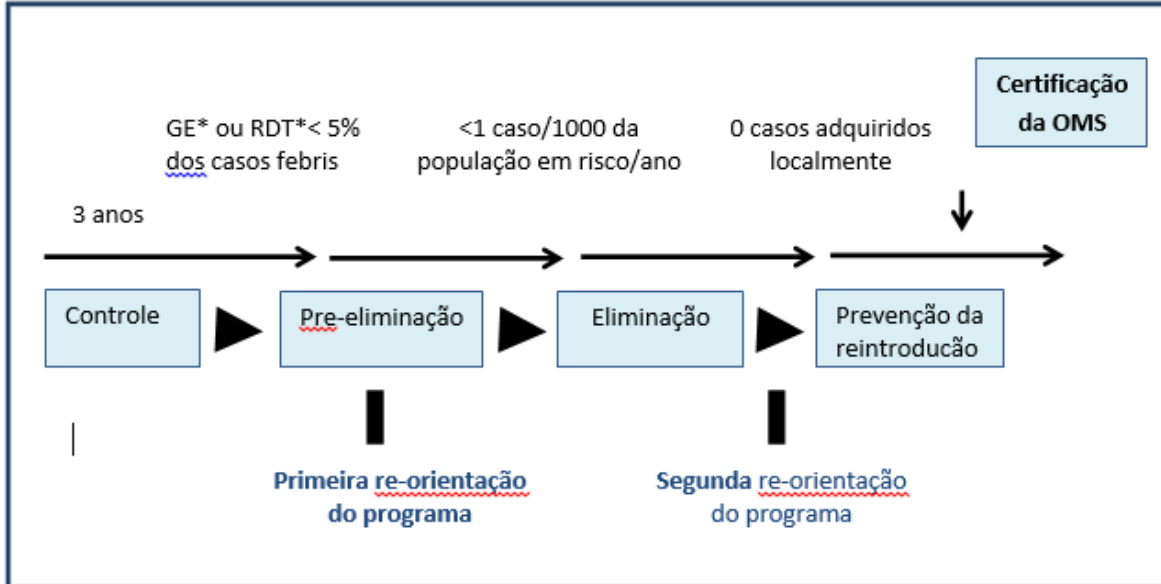 Certificação
da OMS
GE* ou RDT*< 5%
dos casos febris
<1 caso/1000 da
população em risco/ano
0 casos adquiridos
localmente
3 anos
Controle
Pre-eliminação
Eliminação
Prevenção da
reintroducão
Primeira re-orientação
do programa
Segunda re-orientação
do programa